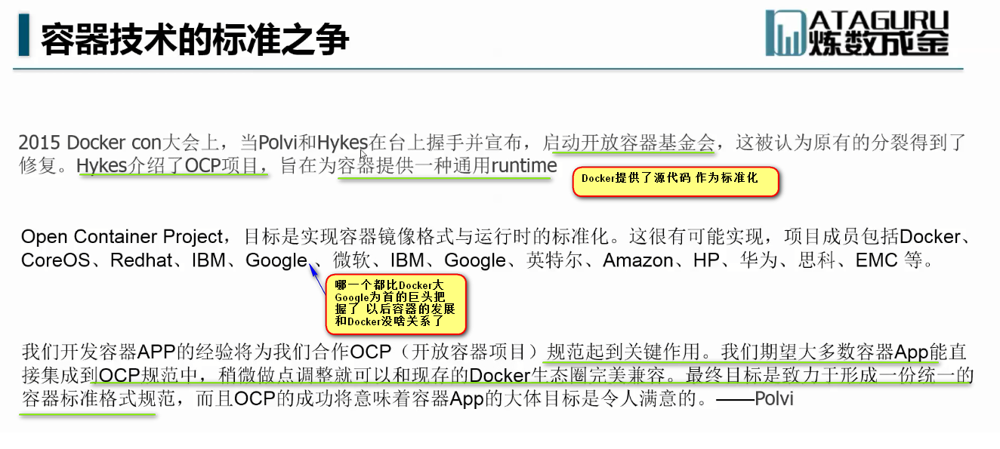 容器技术的标准之争
DATAGURU
炼数成金
2015 Docker con大会上，当Polvi和Hykes在台上握手并宣布，启动开放容器基金会，这被认为原有的分裂得到了
修复。Hykes介绍了OCP项目，旨在为容器提供一种通用runtime
Docker提供了源代码 作为标准化
Open Container Project，目标是实现容器镜像格式与运行时的标准化。这很有可能实现，项目成员包括Docker、
CoreOS、Redhat、IBM、Google 、微软、IBM、Google、英特尔、Amazon、HP、华为、思科、EMC 等。
哪一个都比Docker大
Google为首的巨头把
握了 以后容器的发展
和Docker没啥关系了
我们开发容器APP的经验将为我们合作OCP（开放容器项目）规范起到关键作用。我们期望大多数容器App能直
接集成到OCP规范中，稍微做点调整就可以和现存的Docker生态圈完美兼容。最终目标是致力于形成一份统一的
容器标准格式规范，而且OCP的成功将意味着容器App的大体目标是令人满意的。——Polvi